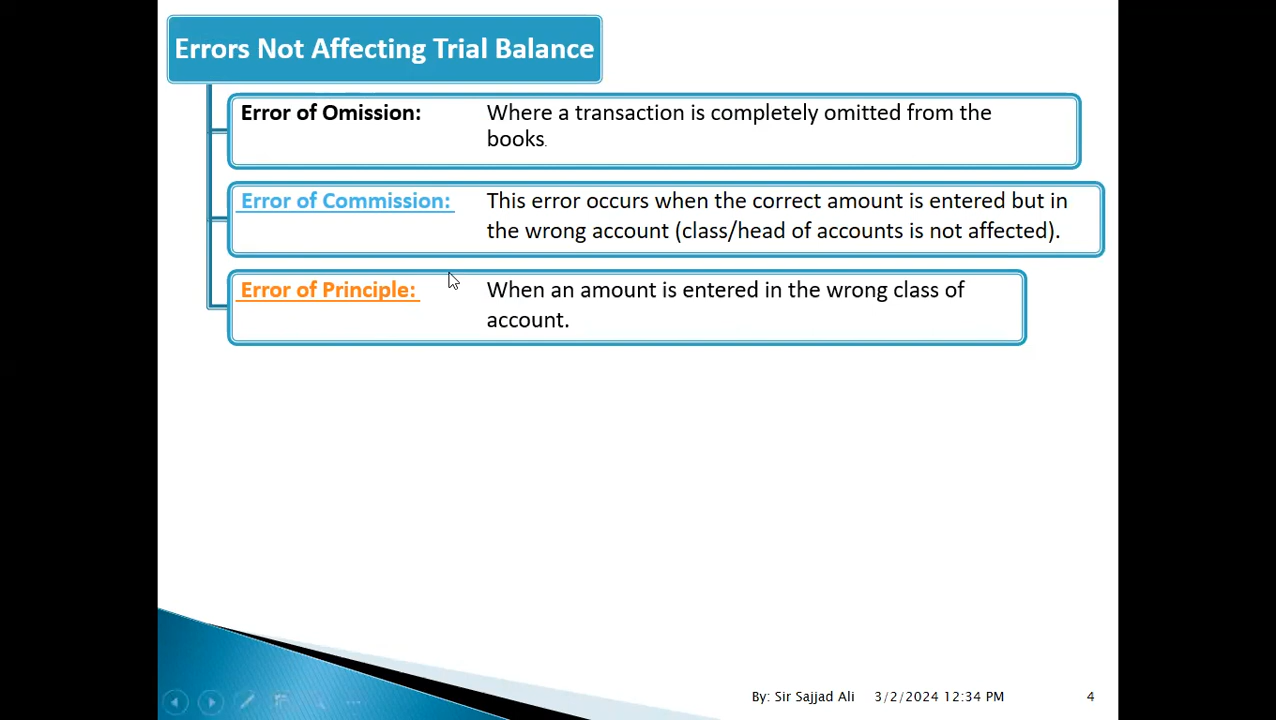 Errors Not Affecting Trial Balance
Error of Omission: Where a transaction is completely omitted from the
books.
Error of Commission: This error occurs when the correct amount is entered but in
the wrong account (class/head of accounts is not affected).
Error of Principle: When an amount is entered in the wrong class of
account.
By: Sir Sajjad Ali 3/2/2024 12:34 PM 4